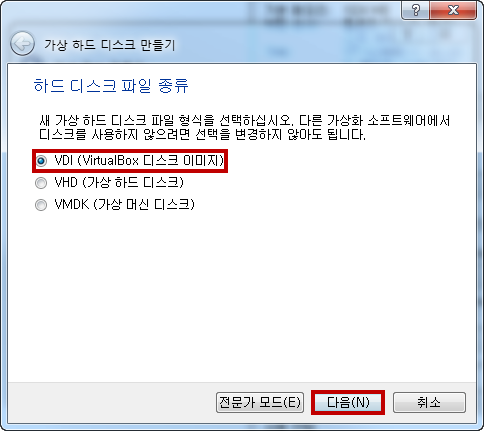 가상 하드 디스크 만들기
하드 디스크 파일 종류
새 가상 하드 디스크 파일 형식을 선택하십시오. 다른 가상화 소프트웨어에서
디스크를 사용하지 않으려면 선택을 변경하지 않아도 됩니다.
VDI (VirtualBox 디스크 이미지)
VHD (가상 하드 디스크)
VMDK (가상 머신 디스크)
전문가 모드(E)
다음(N)
취소